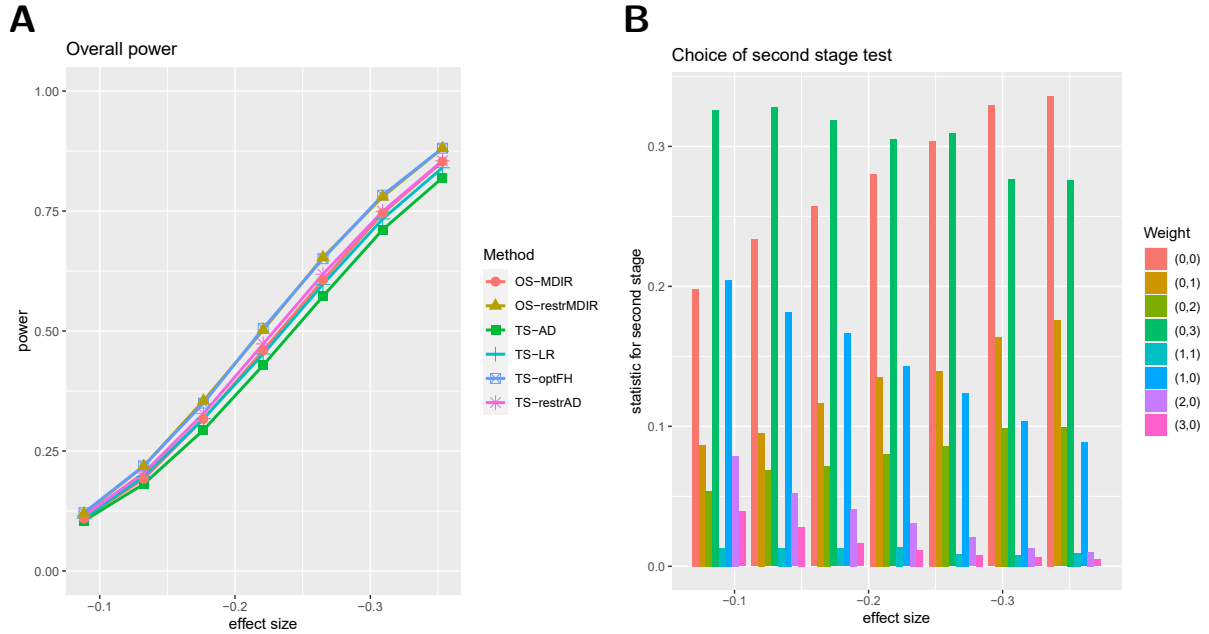 A
Overall power
1.00
0.75
0.50
0.25
0.00
power
−0.1
−0.2
−0.3
effect size
Method
OS−MDIR
OS−restrMDIR
TS−AD
TS−LR
TS−optFH
TS−restrAD
B
Choice of second stage test
0.3
0.2
0.1
0.0
statistic for second stage
−0.1
−0.2
−0.3
effect size
Weight
(0,0)
(0,1)
(0,2)
(0,3)
(1,1)
(1,0)
(2,0)
(3,0)